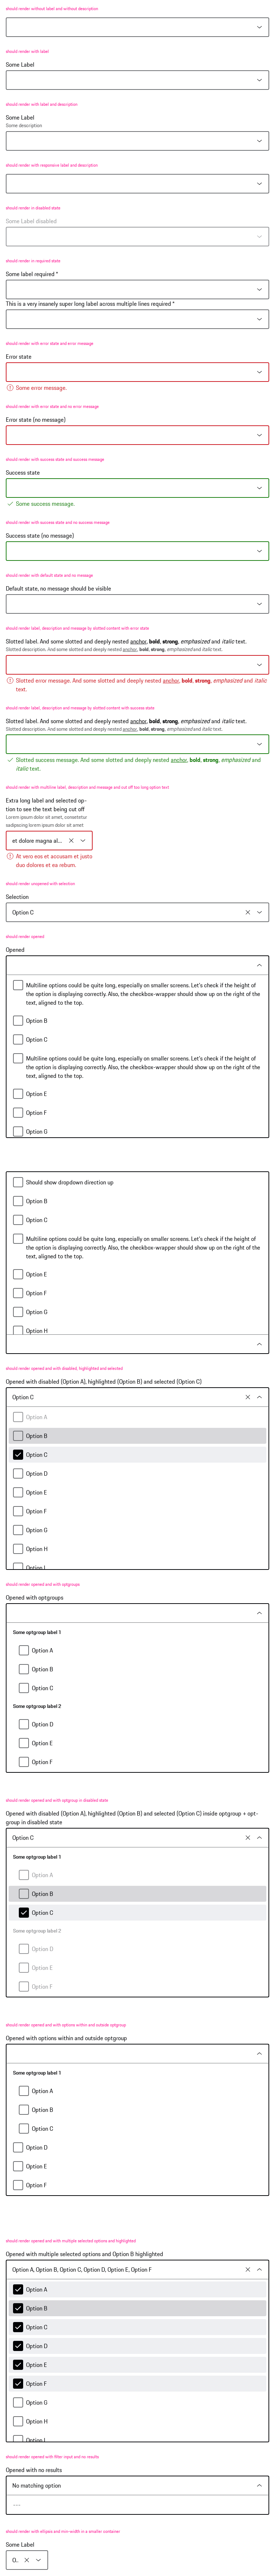 should render without label and without description
should render with label
Some Label
should render with label and description
Some Label
Some description
should render with responsive label and description
should render in disabled state
Some Label disabled
should render in required state
Some label required *
This is a very insanely super long label across multiple lines required *
should render with error state and error message
Error state
Some error message.
should render with error state and no error message
Error state (no message)
should render with success state and success message
Success state
Some success message.
should render with success state and no success message
Success state (no message)
should render with default state and no message
Default state, no message should be visible
should render label, description and message by slotted content with error state
Slotted label. And some slotted and deeply nested anchor, bold, strong, emphasized and italic text.
Slotted description. And some slotted and deeply nested anchor, bold, strong, emphasized and italic text.
Slotted error message. And some slotted and deeply nested anchor, bold, strong, emphasized and italic
text.
should render label, description and message by slotted content with success state
Slotted label. And some slotted and deeply nested anchor, bold, strong, emphasized and italic text.
Slotted description. And some slotted and deeply nested anchor, bold, strong, emphasized and italic text.
Slotted success message. And some slotted and deeply nested anchor, bold, strong, emphasized and
italic text.
should render with multiline label, description and message and cut off too long option text
Extra long label and selected op-
tion to see the text being cut off
Lorem ipsum dolor sit amet, consetetur
sadipscing lorem ipsum dolor sit amet
et dolore magna al...
At vero eos et accusam et justo
duo dolores et ea rebum.
should render unopened with selection
Selection
Option C
should render opened
Opened
Multiline options could be quite long, especially on smaller screens. Let's check if the height of
the option is displaying correctly. Also, the checkbox-wrapper should show up on the right of the
text, aligned to the top.
Option B
Option C
Multiline options could be quite long, especially on smaller screens. Let's check if the height of
the option is displaying correctly. Also, the checkbox-wrapper should show up on the right of the
text, aligned to the top.
Option E
Option F
Option G
Should show dropdown direction up
Option B
Option C
Multiline options could be quite long, especially on smaller screens. Let's check if the height of
the option is displaying correctly. Also, the checkbox-wrapper should show up on the right of the
text, aligned to the top.
Option E
Option F
Option G
Option H
should render opened and with disabled, highlighted and selected
Opened with disabled (Option A), highlighted (Option B) and selected (Option C)
Option C
Option A
Option B
Option C
Option D
Option E
Option F
Option G
Option H
Option I
should render opened and with optgroups
Opened with optgroups
Some optgroup label 1
Option A
Option B
Option C
Some optgroup label 2
Option D
Option E
Option F
should render opened and with optgroup in disabled state
Opened with disabled (Option A), highlighted (Option B) and selected (Option C) inside optgroup + opt-
group in disabled state
Option C
Some optgroup label 1
Option A
Option B
Option C
Some optgroup label 2
Option D
Option E
Option F
should render opened and with options within and outside optgroup
Opened with options within and outside optgroup
Some optgroup label 1
Option A
Option B
Option C
Option D
Option E
Option F
should render opened and with multiple selected options and highlighted
Opened with multiple selected options and Option B highlighted
Option A, Option B, Option C, Option D, Option E, Option F
Option A
Option B
Option C
Option D
Option E
Option F
Option G
Option H
Option I
should render opened with filter input and no results
Opened with no results
No matching option
---
should render with ellipsis and min-width in a smaller container
Some Label
O..